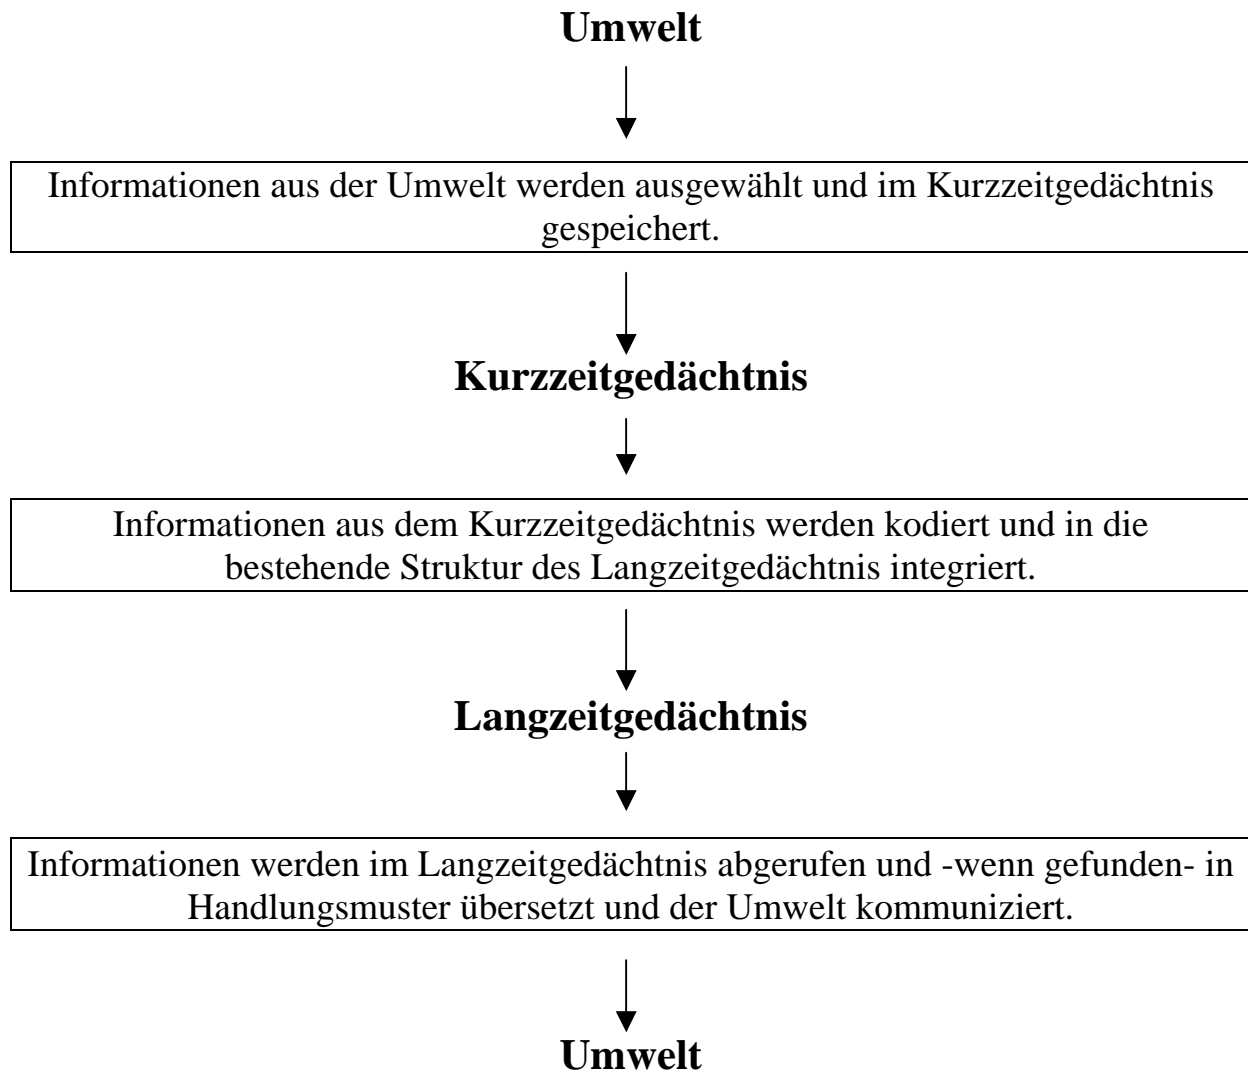 Umwelt
Informationen aus der Umwelt werden ausgewählt und im Kurzzeitgedächtnis
gespeichert.
Kurzzeitgedächtnis
Informationen aus dem Kurzzeitgedächtnis werden kodiert und in die
bestehende Struktur des Langzeitgedächtnis integriert.
Langzeitgedächtnis
Informationen werden im Langzeitgedächtnis abgerufen und -wenn gefunden- in
Handlungsmuster übersetzt und der Umwelt kommuniziert.
Umwelt